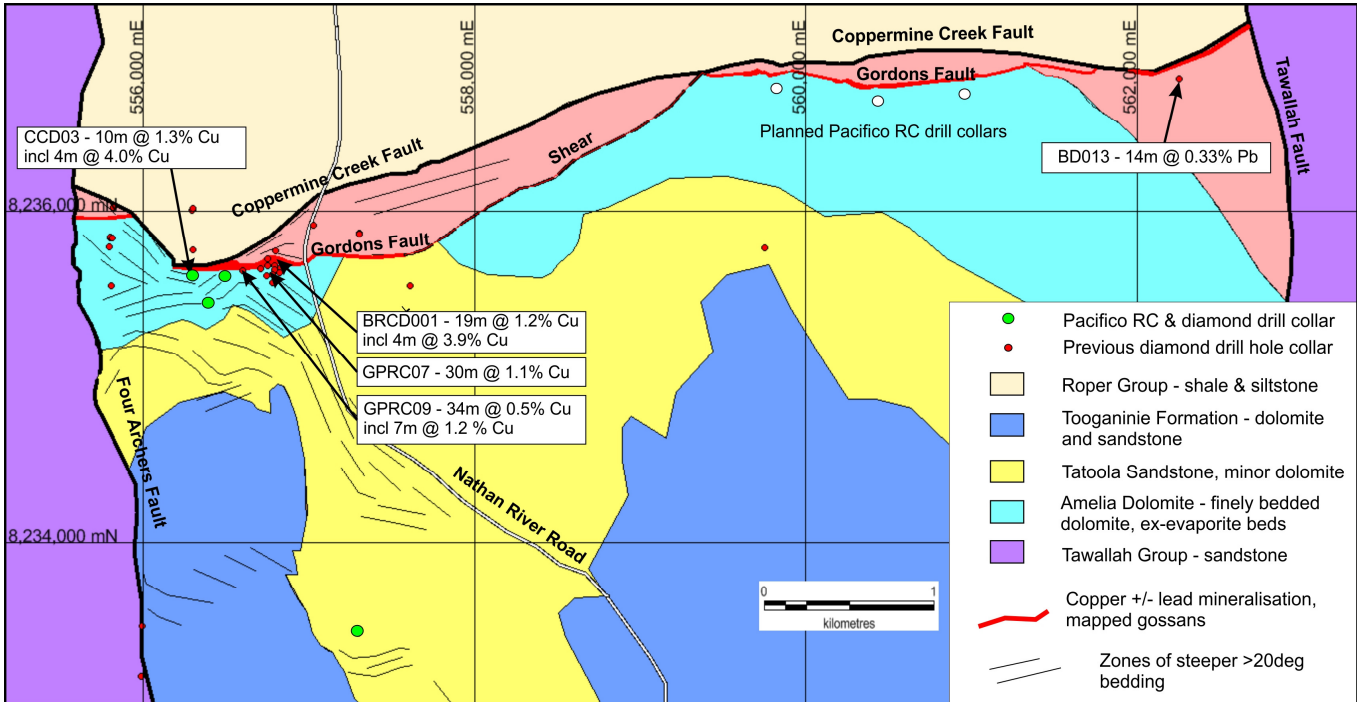 556,000 mE
558,000 mE
560,000 mE
562,000 mE
Coppermine Creek Fault
Gordons Fault
Tawallah Fault
Planned Pacifico RC drill collars
BD013 - 14m @ 0.33% Pb
CCD03 - 10m @ 1.3% Cu
incl 4m @ 4.0% Cu
Coppermine Creek Fault
Shear
8,236,000 mN
Gordons Fault
BRCD001 - 19m @ 1.2% Cu
incl 4m @ 3.9% Cu
GPRC07 - 30m @ 1.1% Cu
GPRC09 - 34m @ 0.5% Cu
incl 7m @ 1.2 % Cu
Four Archers Fault
Nathan River Road
8,234,000 mN
0
1
kilometres
Pacifico RC & diamond drill collar
Previous diamond drill hole collar
Roper Group - shale & siltstone
Tooganinie Formation - dolomite
and sandstone
Tatoola Sandstone, minor dolomite
Amelia Dolomite - finely bedded
dolomite, ex-evaporite beds
Tawallah Group - sandstone
Copper +/- lead mineralisation,
mapped gossans
Zones of steeper >20deg
bedding